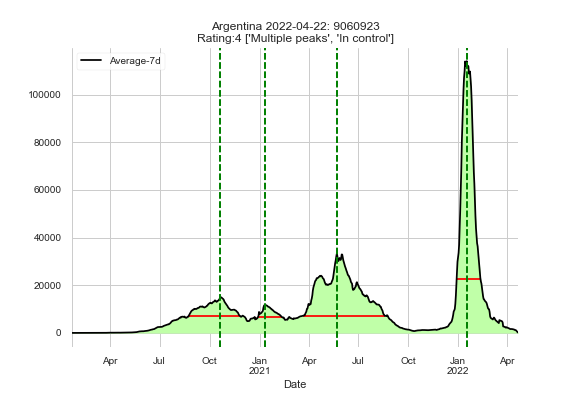 Argentina 2022-04-22: 9060923
Rating:4 ['Multiple peaks', 'In control']
Average-7d
100000
80000
60000
40000
20000
0
Apr Jul Oct Jan Apr Jul Oct Jan Apr
2021 2022
Date